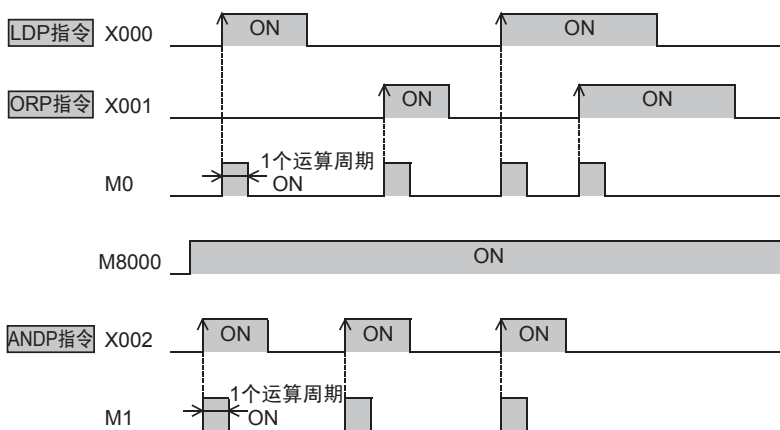 LDP指令 X000 ON ON
ORP指令 X001 ON ON
1个运算周期
M0 ON
M8000 ON
ANDP指令 X002 ON ON ON
1个运算周期
M1 ON